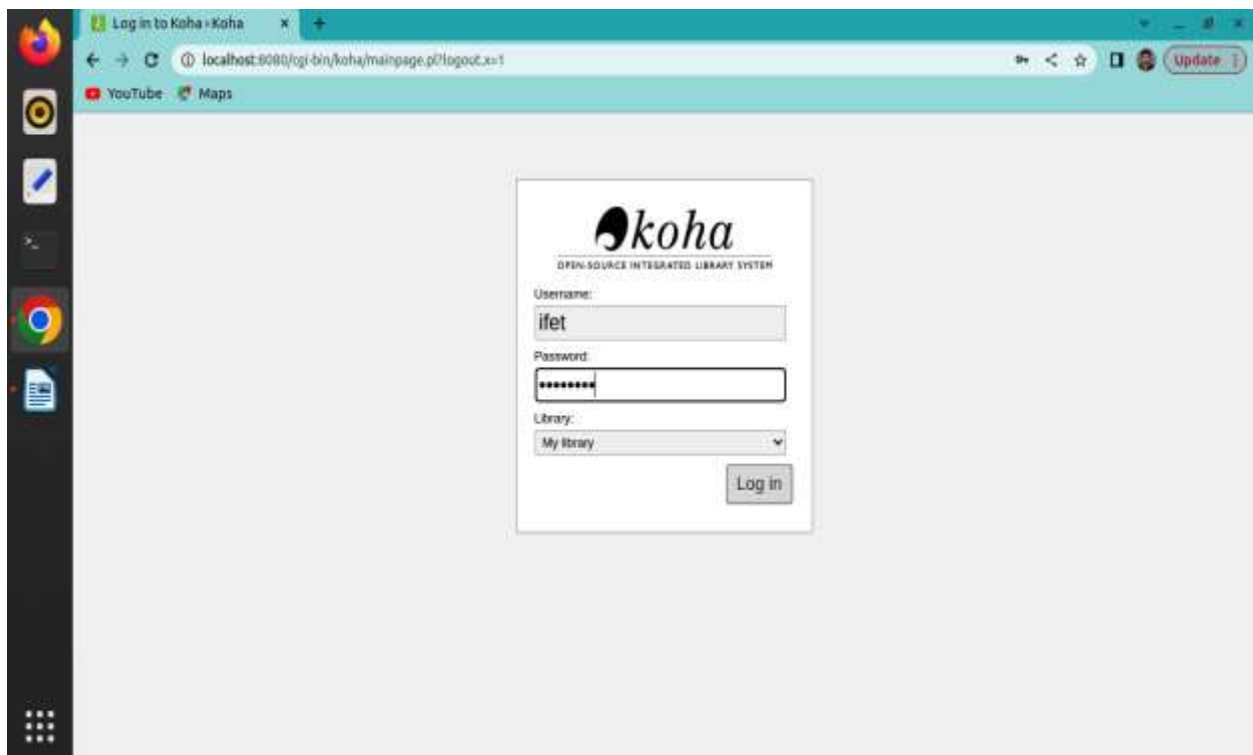 Log in to Koha › Koha
localhost:8080/cgi-bin/koha/mainpage.pl?logout.x=1
Update
YouTube
Maps
koha
OPEN-SOURCE INTEGRATED LIBRARY SYSTEM
Username:
ifet
Password:
Library:
My library
Log in